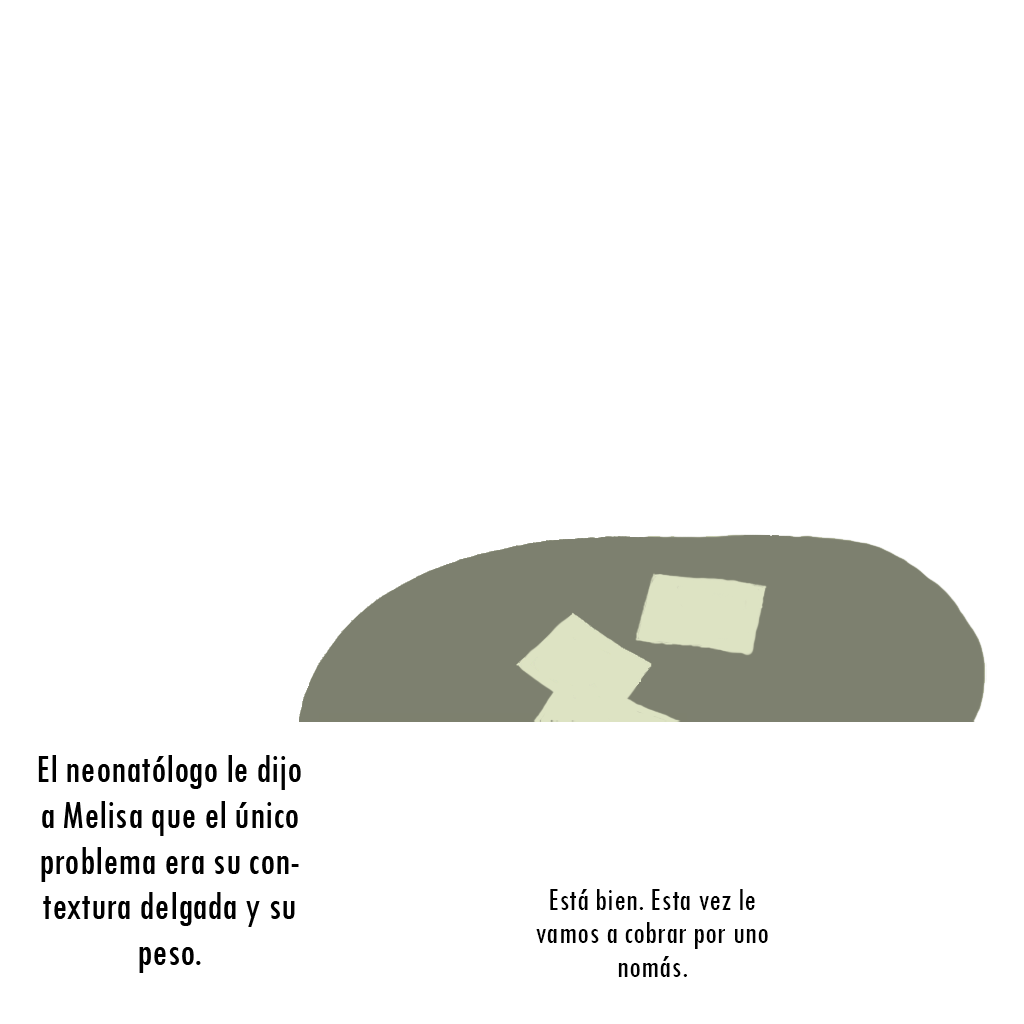 El neonatólogo le dijo
a Melisa que el único
problema era su con-
textura delgada y su
peso.
Está bien. Esta vez le
vamos a cobrar por uno
nomás.